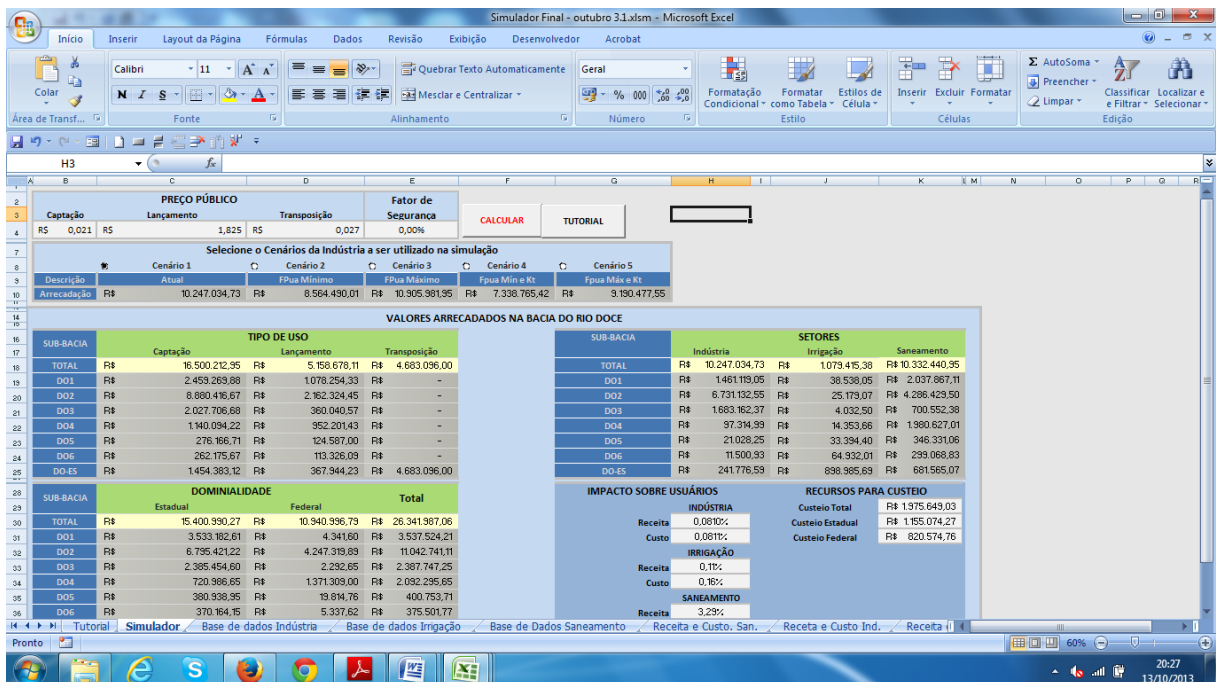 Simulador Final - outubro 3.1.xlsm - Microsoft Excel
Início Inserir Layout da Página Fórmulas Dados Revisão Exibição Desenvolvedor Acrobat
Colar
Calibri 11
N I S
Quebrar Texto Automaticamente
Mesclar e Centralizar
Geral
% 000
Formatação Condicional
Formatar como Tabela
Estilos de Célula
Inserir Excluir Formatar
AutoSoma
Preencher
Limpar
Classificar e Filtrar
Localizar e Selecionar
Área de Transf... Fonte Alinhamento Número Estilo Células Edição
H3 fx
A B C D E F G H I J K L M N O P Q R
PREÇO PÚBLICO Fator de Segurança
Captação Lançamento Transposição
CALCULAR TUTORIAL
R$ 0,021 R$ 1,825 R$ 0,027 0,00%
Selecione o Cenários da Indústria a ser utilizado na simulação
Cenário 1 Cenário 2 Cenário 3 Cenário 4 Cenário 5
Descrição Atual FPua Mínimo FPua Máximo Fpua Mín e Kt Fpua Máx e Kt
Arrecadação R$ 10.247.034,73 R$ 8.564.490,01 R$ 10.905.981,95 R$ 7.338.765,42 R$ 9.190.477,55
VALORES ARRECADADOS NA BACIA DO RIO DOCE
SUB-BACIA TIPO DE USO
Captação Lançamento Transposição
TOTAL R$ 16.500.212,95 R$ 5.158.678,11 R$ 4.683.096,00
DO1 R$ 2.459.269,88 R$ 1.078.254,33 R$ -
DO2 R$ 8.880.416,67 R$ 2.162.324,45 R$ -
DO3 R$ 2.027.706,68 R$ 360.040,57 R$ -
DO4 R$ 1.140.094,22 R$ 952.201,43 R$ -
DO5 R$ 276.166,71 R$ 124.587,00 R$ -
DO6 R$ 262.175,67 R$ 113.326,09 R$ -
DO-ES R$ 1.454.383,12 R$ 367.944,23 R$ 4.683.096,00
SUB-BACIA SETORES
Indústria Irrigação Saneamento
TOTAL R$ 10.247.034,73 R$ 1.079.415,38 R$ 10.332.440,95
DO1 R$ 1.461.119,05 R$ 38.538,05 R$ 2.037.867,11
DO2 R$ 6.731.132,55 R$ 25.179,07 R$ 4.286.429,50
DO3 R$ 1.683.162,37 R$ 4.032,50 R$ 700.552,38
DO4 R$ 97.314,99 R$ 14.353,66 R$ 1.980.627,01
DO5 R$ 21.028,25 R$ 33.394,40 R$ 346.331,06
DO6 R$ 11.500,93 R$ 64.932,01 R$ 299.068,83
DO-ES R$ 241.776,59 R$ 898.985,69 R$ 681.565,07
SUB-BACIA DOMINIALIDADE Total
Estadual Federal
TOTAL R$ 15.400.990,27 R$ 10.940.996,79 R$ 26.341.987,06
DO1 R$ 3.533.182,61 R$ 4.341,60 R$ 3.537.524,21
DO2 R$ 6.795.421,22 R$ 4.247.319,89 R$ 11.042.741,11
DO3 R$ 2.385.454,60 R$ 2.292,65 R$ 2.387.747,25
DO4 R$ 720.986,65 R$ 1.371.309,00 R$ 2.092.295,65
DO5 R$ 380.938,95 R$ 19.814,76 R$ 400.753,71
DO6 R$ 370.164,15 R$ 5.337,62 R$ 375.501,77
IMPACTO SOBRE USUÁRIOS
INDÚSTRIA
Receita 0,0810%
Custo 0,0811%
IRRIGAÇÃO
Receita 0,11%
Custo 0,16%
SANEAMENTO
Receita 3,29%
RECURSOS PARA CUSTEIO
Custeio Total R$ 1.975.649,03
Custeio Estadual R$ 1.155.074,27
Custeio Federal R$ 820.574,76
Tutorial Simulador Base de dados Indústria Base de dados Irrigação Base de Dados Saneamento Receita e Custo. San. Receta e Custo Ind. Receita
Pronto 60%
20:27
13/10/2013